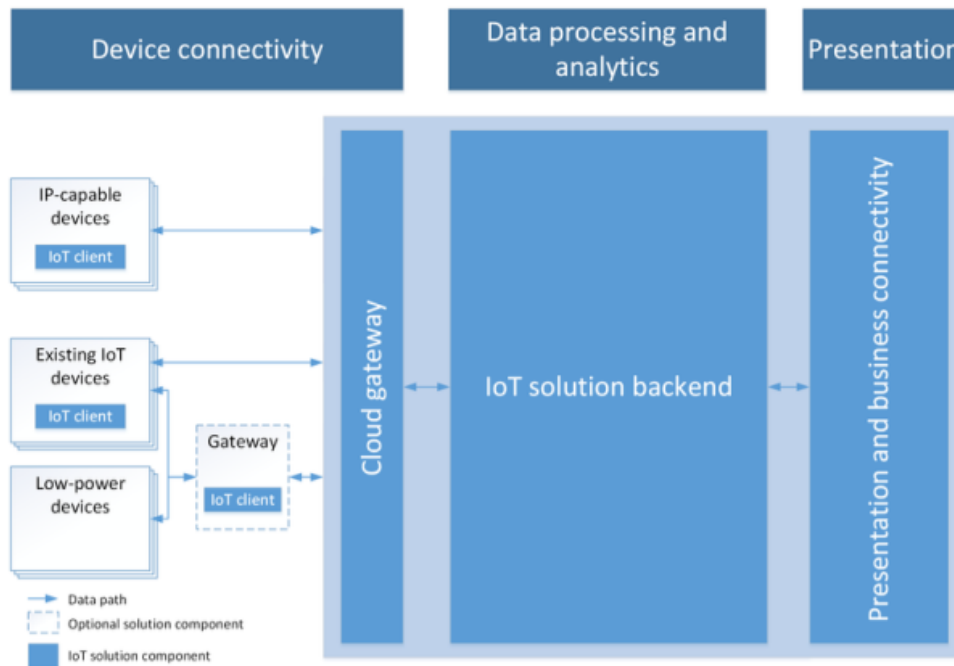 Device connectivity
Data processing and
analytics
Presentation
IP-capable
devices
IoT client
Existing IoT
devices
IoT client
Low-power
devices
Gateway
IoT client
Cloud gateway
IoT solution backend
Presentation and business connectivity
Data path
Optional solution component
IoT solution component